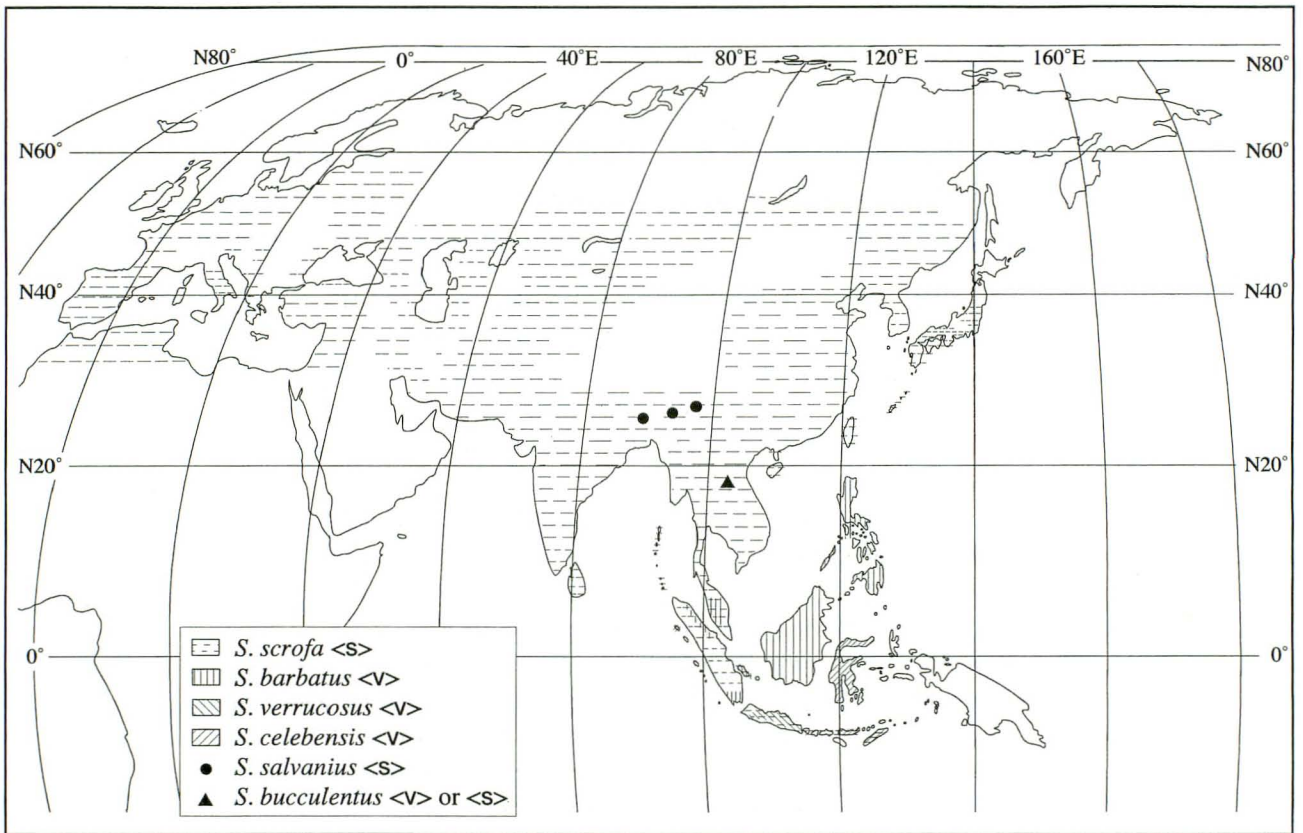 N80° 0° 40°E 80°E 120°E 160°E N80°
N60° N60°
N40° N40°
N20° N20°
0° 0°
S. scrofa <S>
S. barbatus <V>
S. verrucosus <V>
S. celebensis <V>
S. salvanius <S>
S. bucculentus <V> or <S>